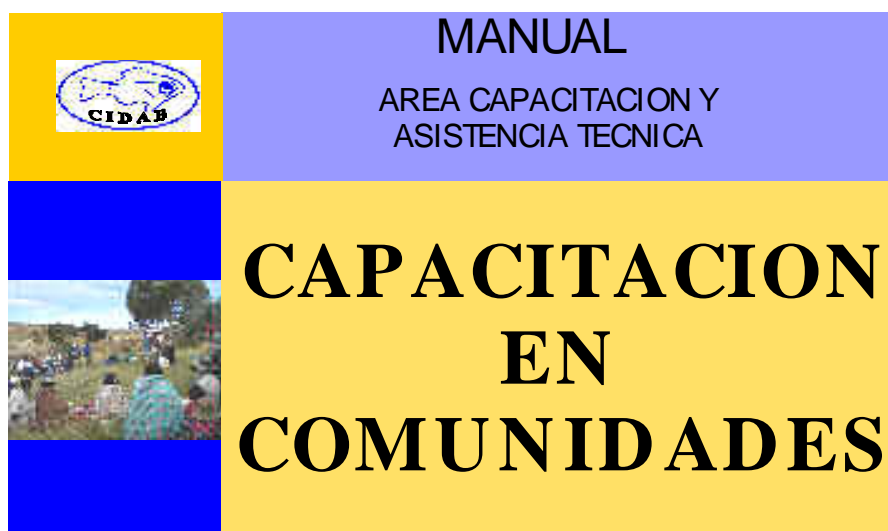 CIDAB
MANUAL
AREA CAPACITACION Y
ASISTENCIA TECNICA
CAPACITACION
EN
COMUNIDADES